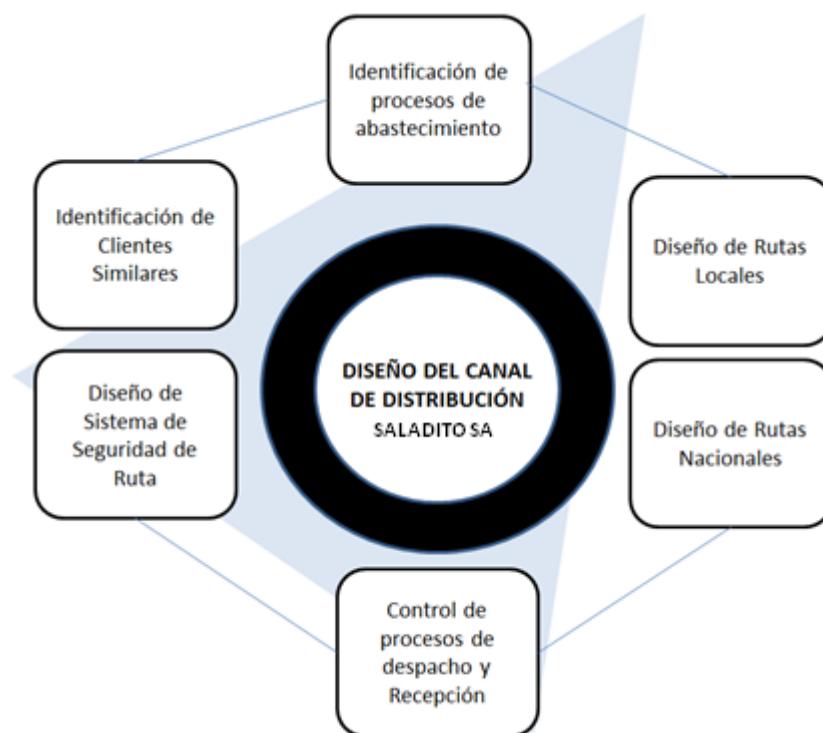 Identificación de
procesos de
abastecimiento
Identificación de
Clientes
Similares
Diseño de Rutas
Locales
DISEÑO DEL CANAL
DE DISTRIBUCIÓN
SALADITO SA
Diseño de
Sistema de
Seguridad de
Ruta
Diseño de Rutas
Nacionales
Control de
procesos de
despacho y
Recepción